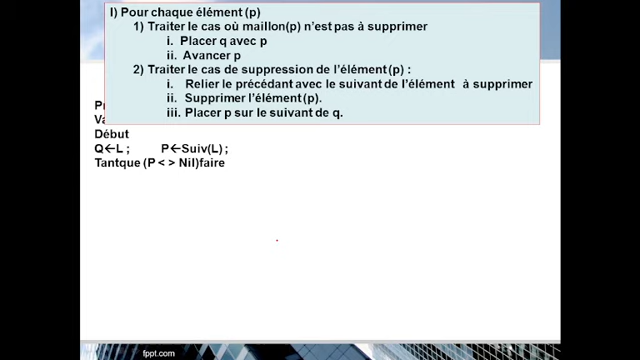 I) Pour chaque élément (p)
1) Traiter le cas où maillon(p) n'est pas à supprimer
i. Placer q avec p
ii. Avancer p
2) Traiter le cas de suppression de l'élément (p) :
i. Relier le précédant avec le suivant de l'élément à supprimer
ii. Supprimer l'élément (p).
iii. Placer p sur le suivant de q.
Début
Q←L ; P←Suiv(L) ;
Tantque (P < > Nil)faire
fppt.com